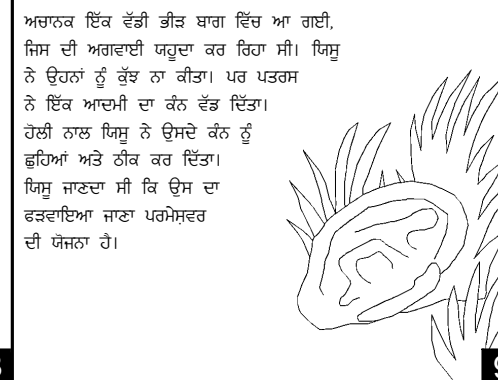 ਅਚਾਨਕ ਇੱਕ ਵੱਡੀ ਭੀੜ ਬਾਗ ਵਿੱਚ ਆ ਗਈ,
ਜਿਸ ਦੀ ਅਗਵਾਈ ਯਹੂਦਾ ਕਰ ਰਿਹਾ ਸੀ। ਯਿਸੂ
ਨੇ ਉਹਨਾਂ ਨੂੰ ਕੁੱਝ ਨਾ ਕੀਤਾ। ਪਰ ਪਤਰਸ
ਨੇ ਇੱਕ ਆਦਮੀ ਦਾ ਕੰਨ ਵੱਡ ਦਿੱਤਾ।
ਹੋਲੀ ਨਾਲ ਯਿਸੂ ਨੇ ਉਸਦੇ ਕੰਨ ਨੂੰ
ਛੁਹਿਆਂ ਅਤੇ ਠੀਕ ਕਰ ਦਿੱਤਾ।
ਯਿਸੂ ਜਾਣਦਾ ਸੀ ਕਿ ਉਸ ਦਾ
ਫੜਵਾਇਆ ਜਾਣਾ ਪਰਮੇਸ਼ਵਰ
ਦੀ ਯੋਜਨਾ ਹੈ।